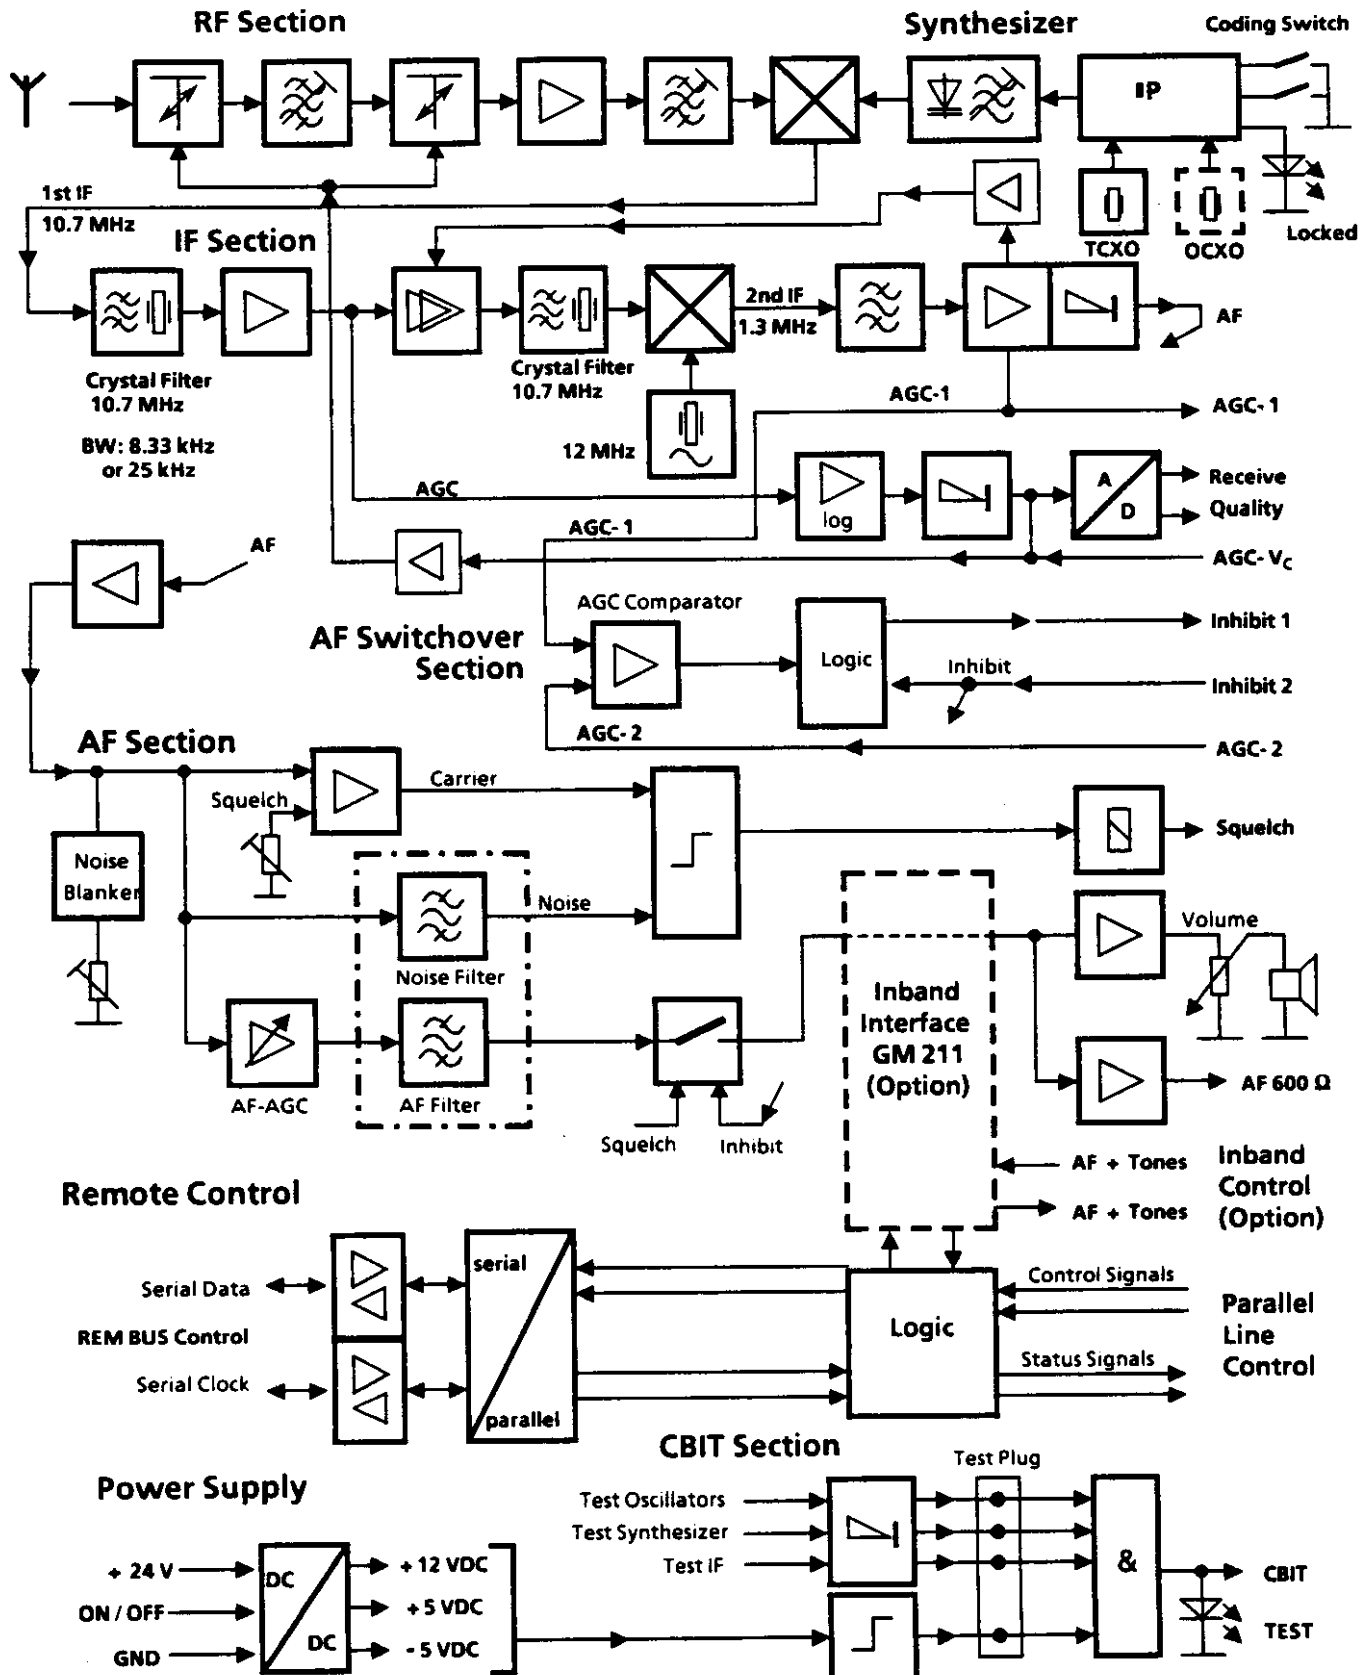 RF Section
Synthesizer
Coding Switch
IP
1st IF
10.7 MHz
IF Section
TCXO
OCXO
Locked
2nd IF
1.3 MHz
AF
Crystal Filter
10.7 MHz
BW: 8.33 kHz
or 25 kHz
Crystal Filter
10.7 MHz
12 MHz
AGC-1
AGC-1
AGC
log
A
D
Receive
Quality
AGC-1
AF
AGC-Vc
AGC Comparator
AF Switchover
Section
Logic
Inhibit 1
Inhibit
Inhibit 2
AGC-2
AGC-2
AF Section
Squelch
Carrier
Squelch
Noise
Blanker
Noise
Noise Filter
Volume
Inband
Interface
GM 211
(Option)
AF-AGC
AF Filter
AF 600 Ω
Squelch
Inhibit
AF + Tones
AF + Tones
Inband
Control
(Option)
Remote Control
serial
parallel
Serial Data
REM BUS Control
Serial Clock
Logic
Control Signals
Status Signals
Parallel
Line
Control
CBIT Section
Test Plug
Power Supply
Test Oscillators
Test Synthesizer
Test IF
&
CBIT
TEST
+ 24 V
ON / OFF
GND
DC
DC
+ 12 VDC
+ 5 VDC
- 5 VDC